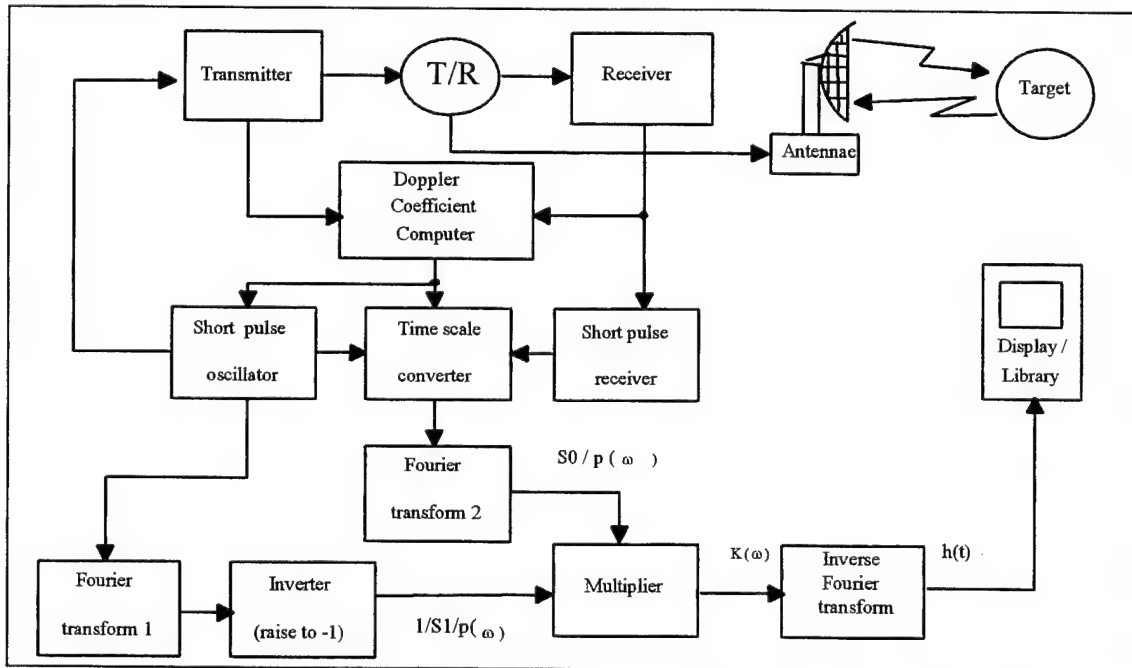 Transmitter
T/R
Receiver
Target
Antennae
Doppler
Coefficient
Computer
Short pulse
oscillator
Time scale
converter
Short pulse
receiver
Display /
Library
Fourier
transform 2
S0 / p ( ω )
Fourier
transform 1
Inverter
(raise to -1)
1/S1/p( ω )
Multiplier
K(ω)
Inverse
Fourier
transform
h(t)